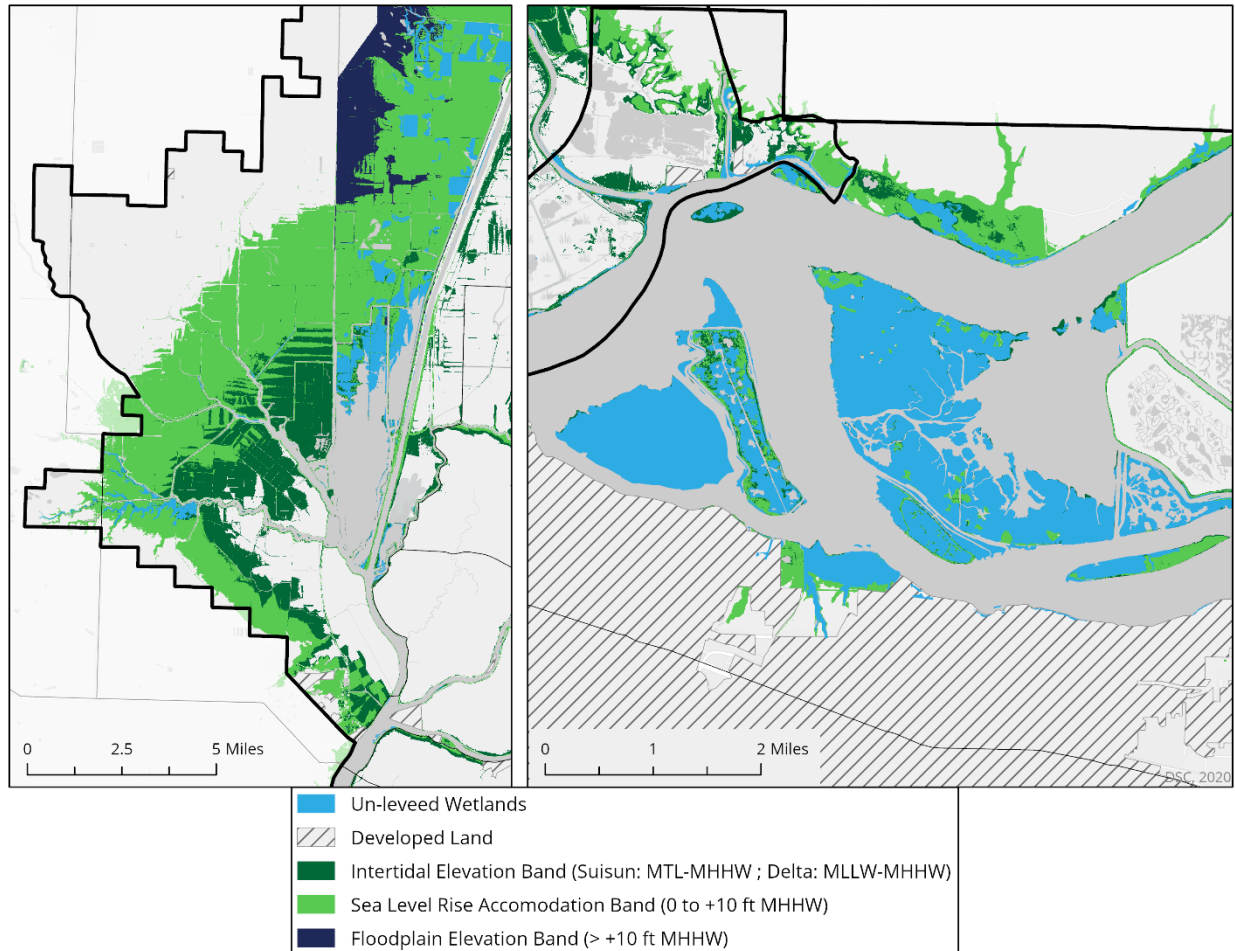 0 2.5 5 Miles
0 1 2 Miles
DSC, 2020
Un-leveed Wetlands
Developed Land
Intertidal Elevation Band (Suisun: MTL-MHHW ; Delta: MLLW-MHHW)
Sea Level Rise Accomodation Band (0 to +10 ft MHHW)
Floodplain Elevation Band (> +10 ft MHHW)